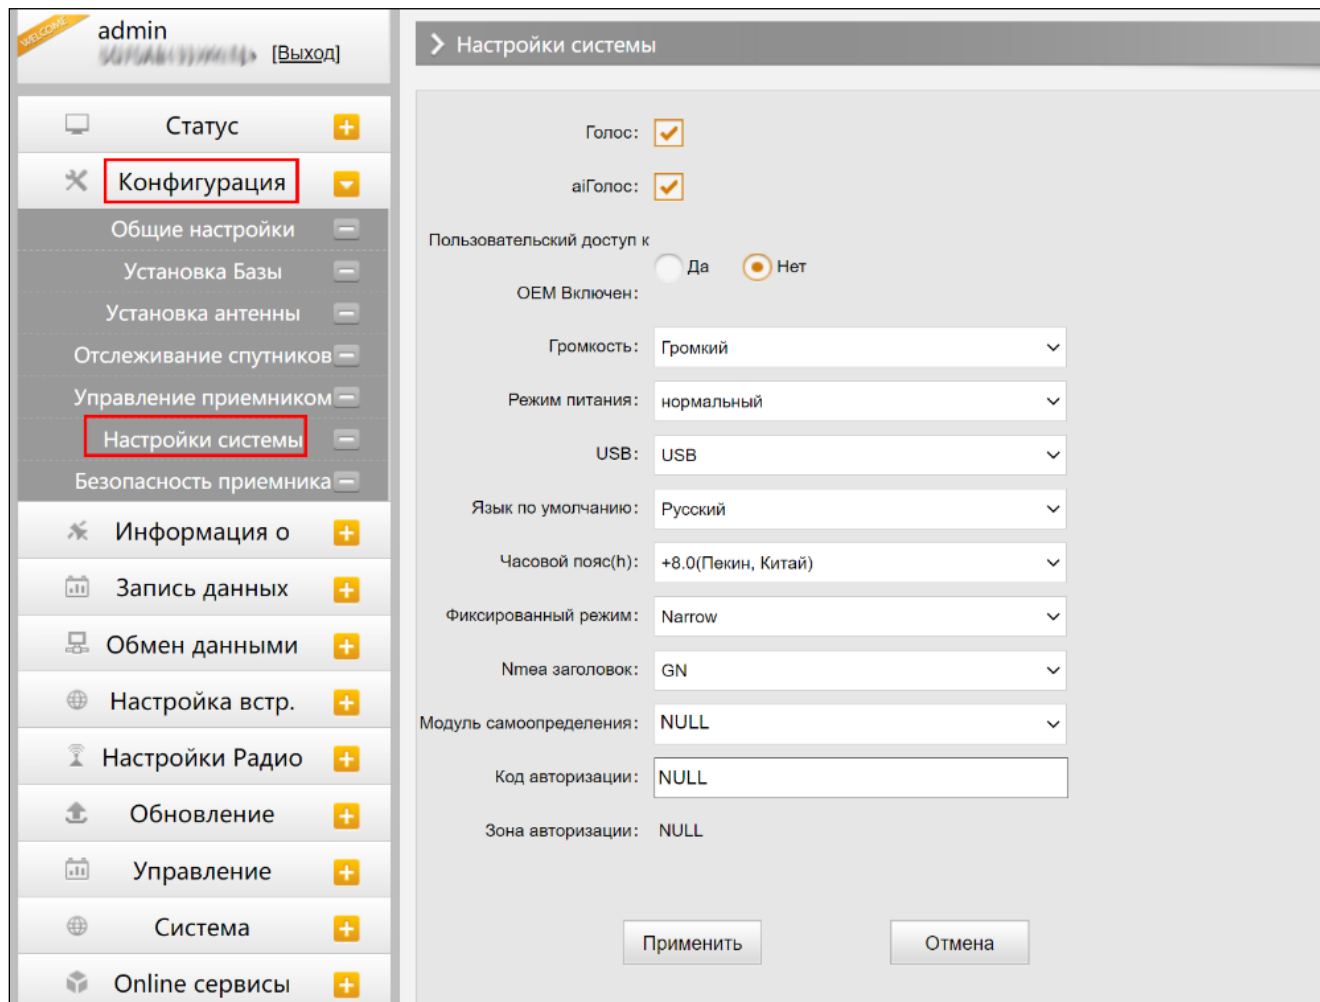 WELCOME
admin
[Выход]
Статус
Конфигурация
Общие настройки
Установка Базы
Установка антенны
Отслеживание спутников
Управление приемником
Настройки системы
Безопасность приемника
Информация о
Запись данных
Обмен данными
Настройка встр.
Настройки Радио
Обновление
Управление
Система
Online сервисы
Настройки системы
Голос:
aiГолос:
Пользовательский доступ к
Да Нет
OEM Включен:
Громкость: Громкий
Режим питания: нормальный
USB: USB
Язык по умолчанию: Русский
Часовой пояс(h): +8.0(Пекин, Китай)
Фиксированный режим: Narrow
Nmea заголовок: GN
Модуль самоопределения: NULL
Код авторизации: NULL
Зона авторизации: NULL
Применить Отмена